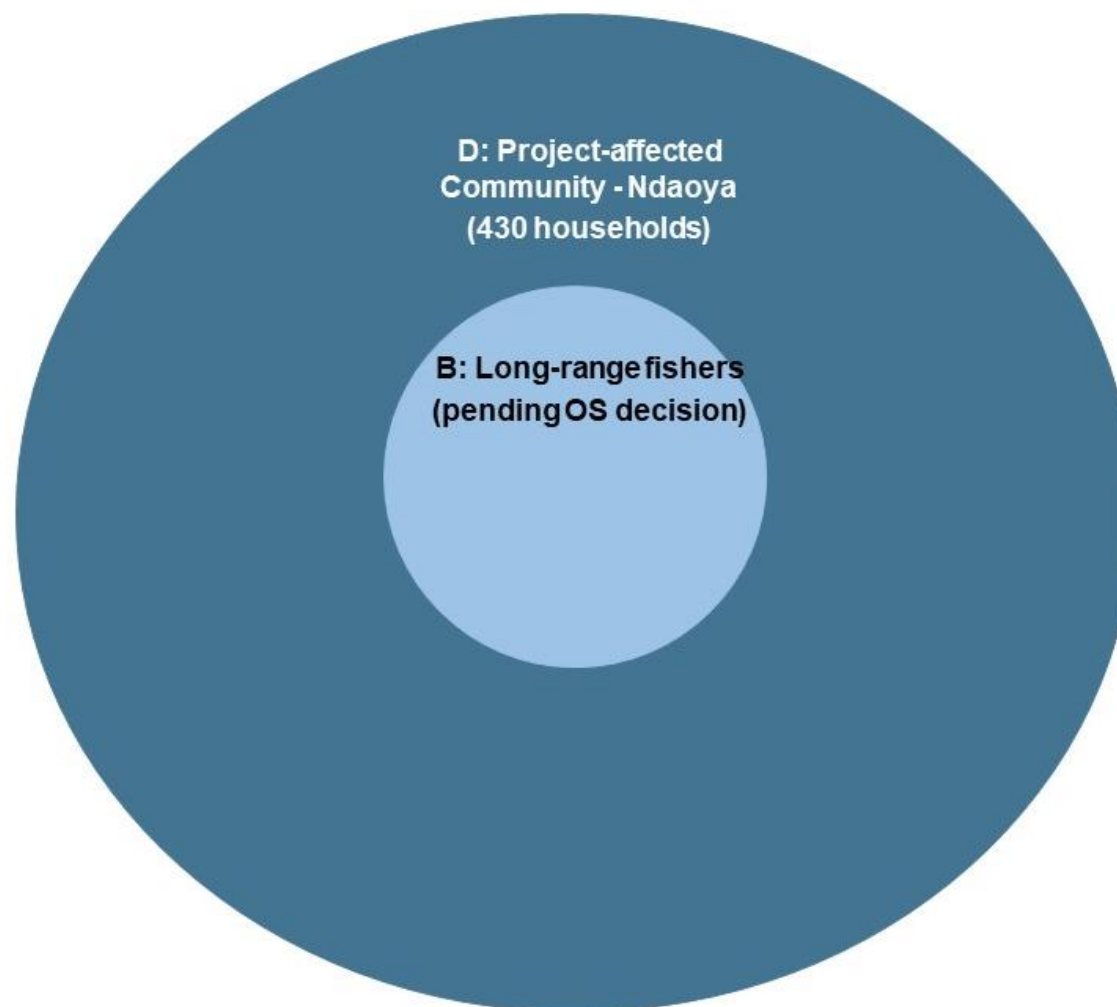 D: Project-affected
Community - Ndaoya
(430 households)
B: Long-range fishers
(pending OS decision)